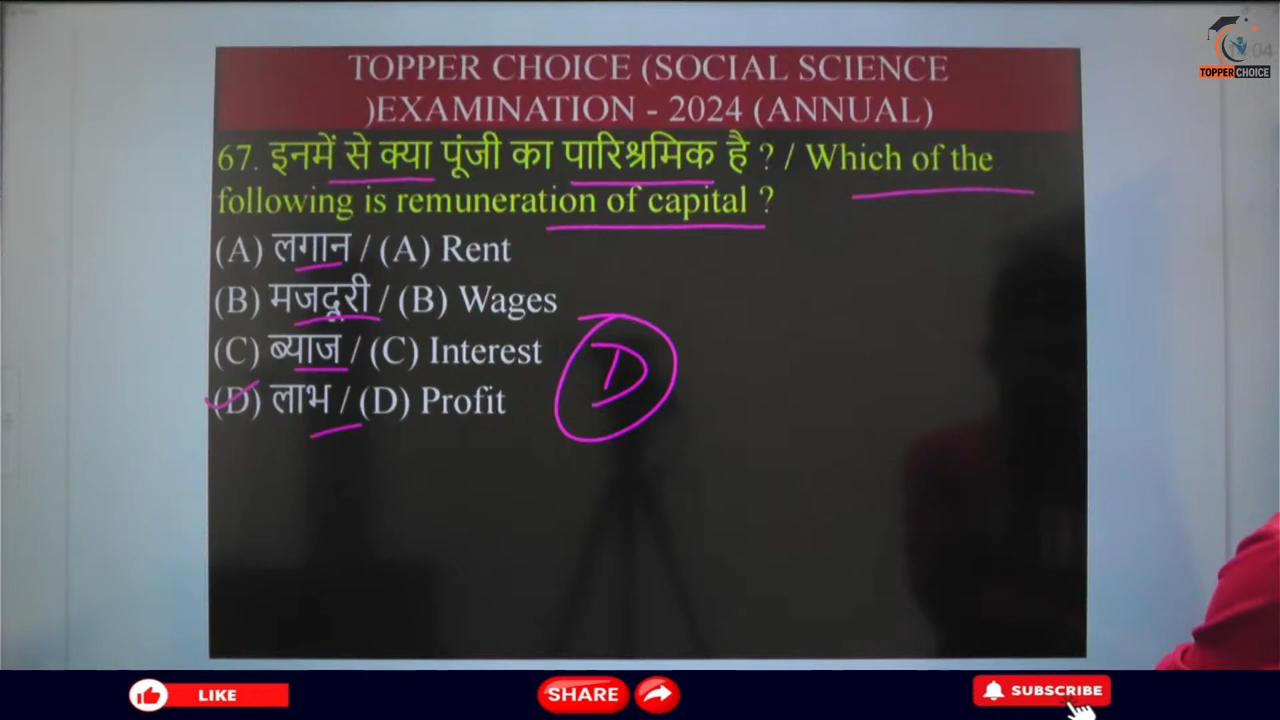 TOPPER CHOICE (SOCIAL SCIENCE
)EXAMINATION - 2024 (ANNUAL)
67. इनमें से क्या पूंजी का पारिश्रमिक है ? / Which of the
following is remuneration of capital ?
(A) लगान / (A) Rent
(B) मजदूरी / (B) Wages
(C) ब्याज / (C) Interest
(D) लाभ / (D) Profit
D
TOPPER CHOICE
LIKE
SHARE
SUBSCRIBE